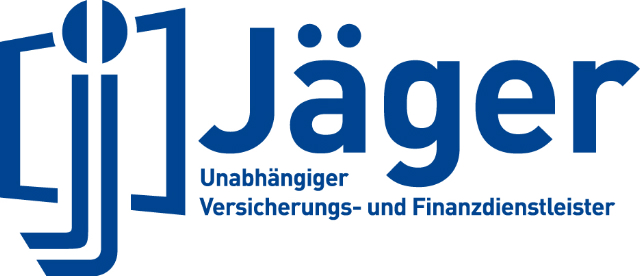 Jäger
Unabhängiger
Versicherungs- und Finanzdienstleister